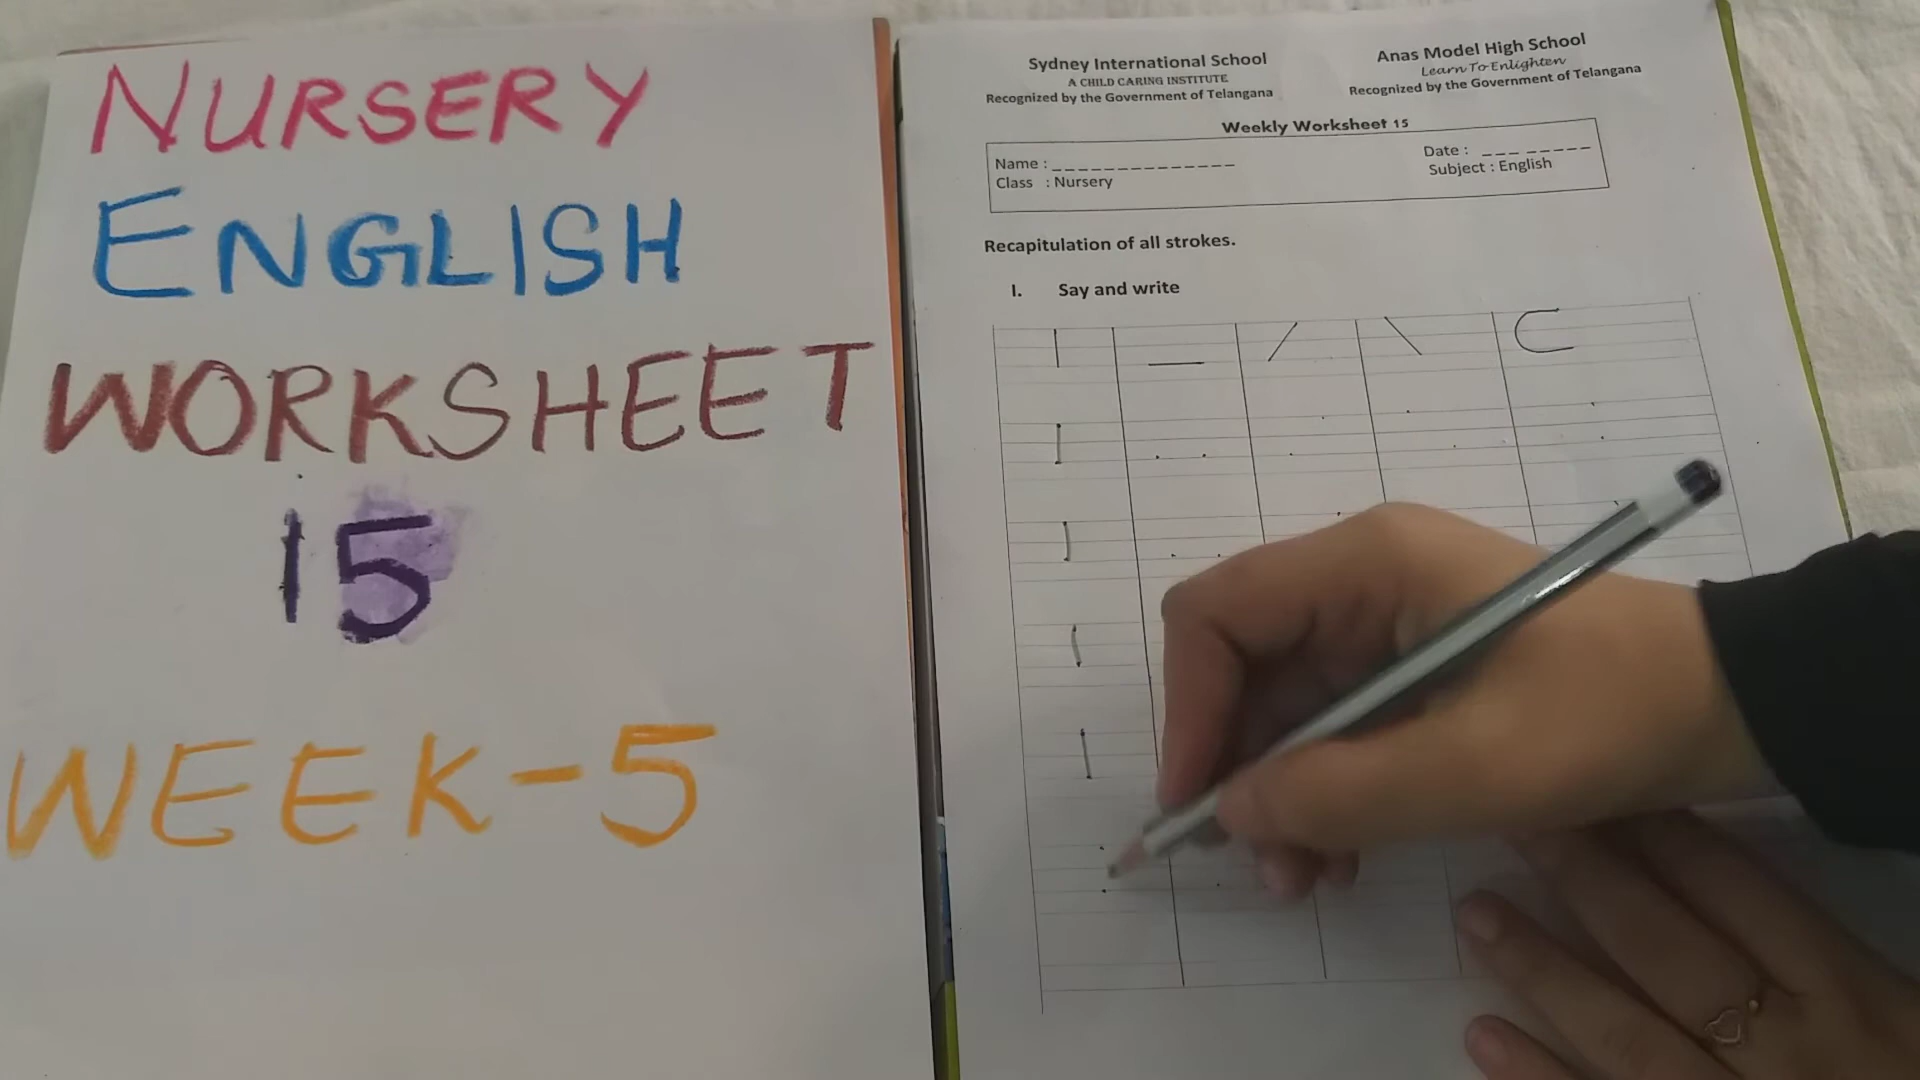 NURSERY
ENGLISH
WORKSHEET
15
WEEK-5
Sydney International School
A CHILD CARING INSTITUTE
Recognized by the Government of Telangana
Anas Model High School
Learn To Enlighten
Recognized by the Government of Telangana
Weekly Worksheet 15
Name : _ _ _ _ _ _ _ _ _ _ _ _ _ _
Date : _ _ _ _ _ _ _ _
Class : Nursery
Subject : English
Recapitulation of all strokes.
I. Say and write